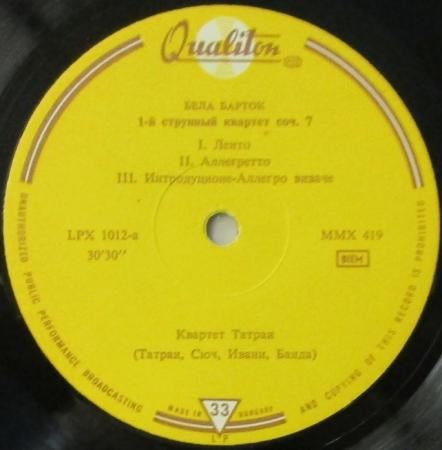 Qualiton
БЕЛА БАРТОК
1-й струнный квартет соч. 7
I. Ленто
II. Аллегретто
III. Интродуционе-Аллегро виваче
LPX 1012-a
MMX 419
30'30"
BIEM
Квартет Татраи
(Татраи, Сюч, Ивани, Банда)
UNAUTHORIZED PUBLIC PERFORMANCE BROADCASTING
AND COPYING OF THIS RECORD IS PROHIBITED
MADE IN HUNGARY
33
LP